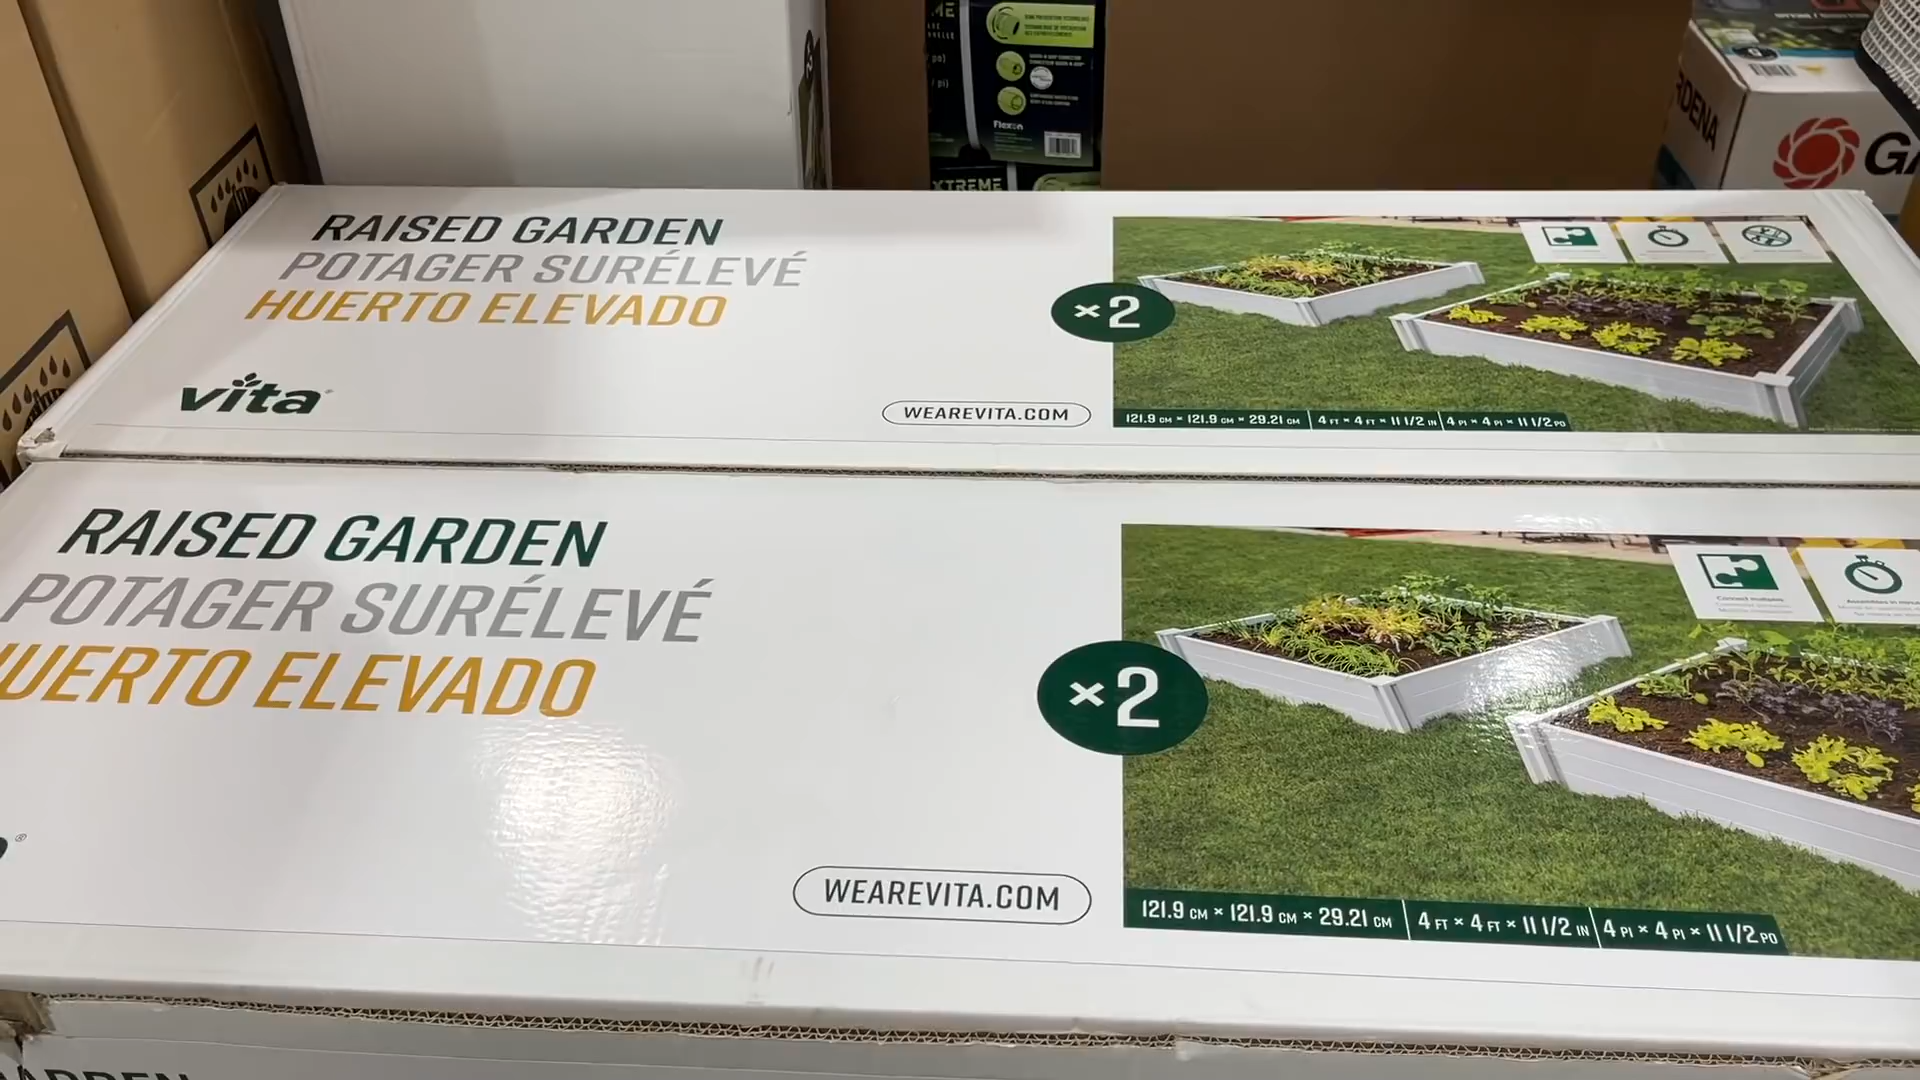 Flexon
XTREME
RDENA
RAISED GARDEN
POTAGER SURÉLEVÉ
HUERTO ELEVADO
vita
WEAREVITA.COM
×2
121.9 CM × 121.9 CM × 29.21 CM | 4 FT × 4 FT × 11 1/2 IN | 4 PI × 4 PI × 11 1/2 PO
RAISED GARDEN
POTAGER SURÉLEVÉ
UERTO ELEVADO
®
WEAREVITA.COM
×2
Connect multiples
121.9 CM × 121.9 CM × 29.21 CM | 4 FT × 4 FT × 11 1/2 IN | 4 PI × 4 PI × 11 1/2 PO